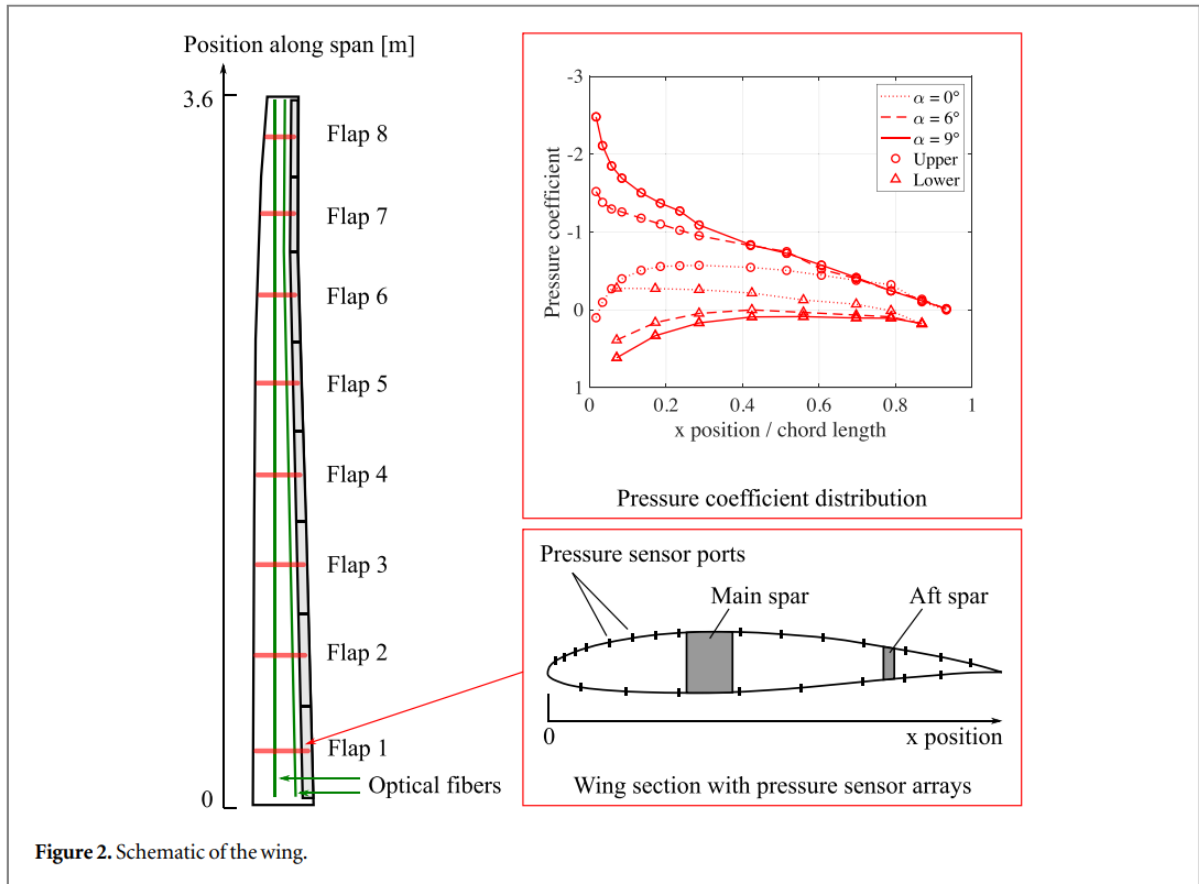 Position along span [m]
3.6
Flap 8
Flap 7
Flap 6
Flap 5
Flap 4
Flap 3
Flap 2
Flap 1
Optical fibers
0
-3
-2
-1
0
1
Pressure coefficient
α = 0°
α = 6°
α = 9°
Upper
Lower
0 0.2 0.4 0.6 0.8 1
x position / chord length
Pressure coefficient distribution
Pressure sensor ports
Main spar
Aft spar
0
x position
Wing section with pressure sensor arrays
Figure 2. Schematic of the wing.